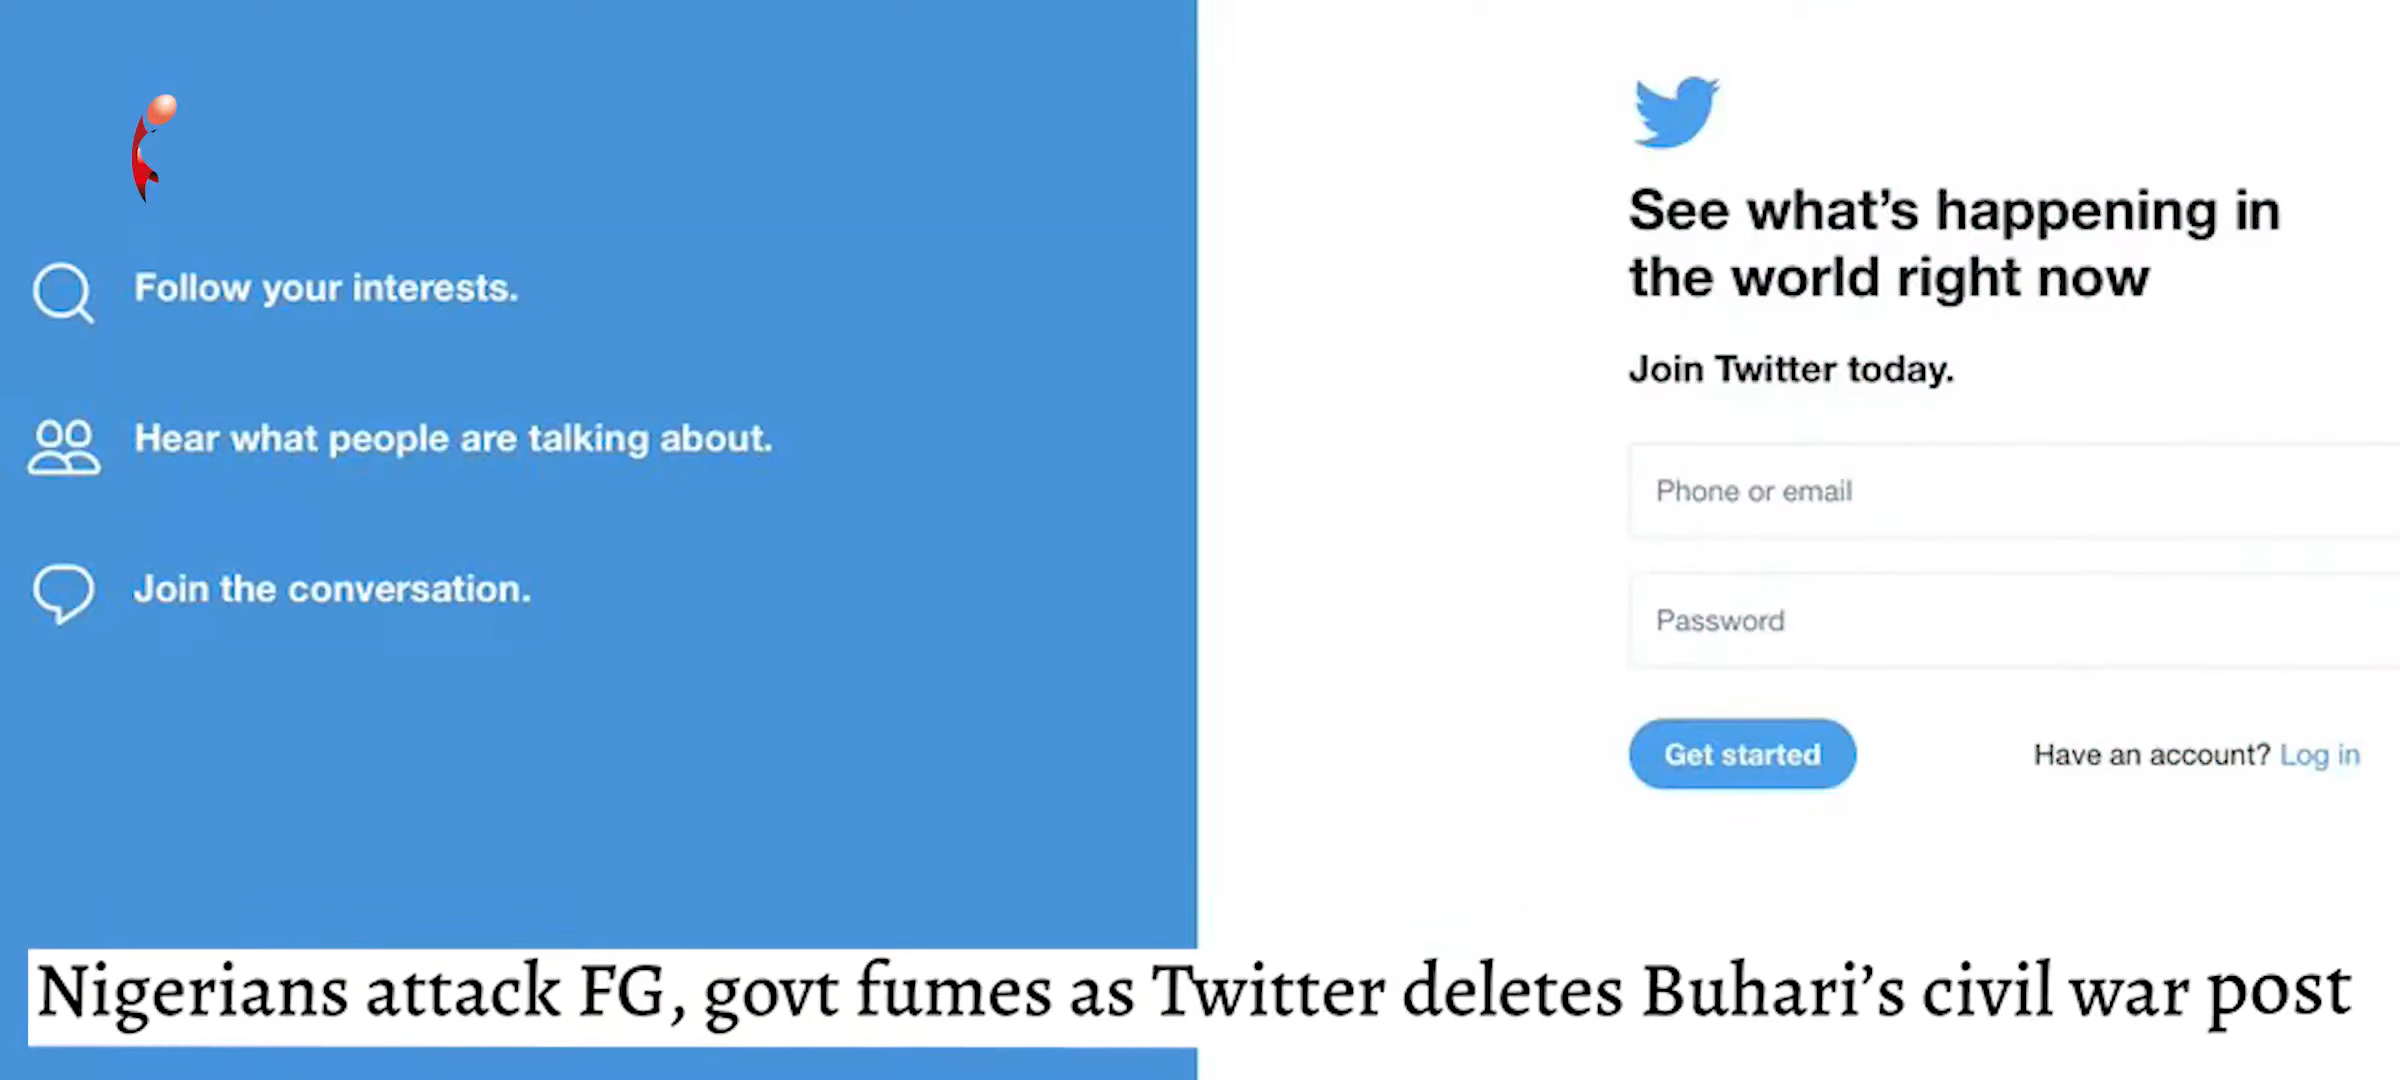 Follow your interests.
Hear what people are talking about.
Join the conversation.
See what’s happening in
the world right now
Join Twitter today.
Phone or email
Password
Get started
Have an account? Log in
Nigerians attack FG, govt fumes as Twitter deletes Buhari’s civil war post